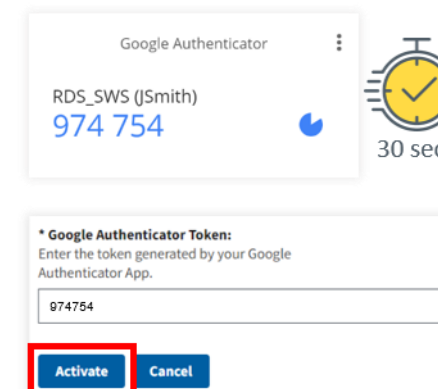 Google Authenticator
RDS_SWS (JSmith)
974 754
30 sec
* Google Authenticator Token:
Enter the token generated by your Google
Authenticator App.
974754
Activate
Cancel